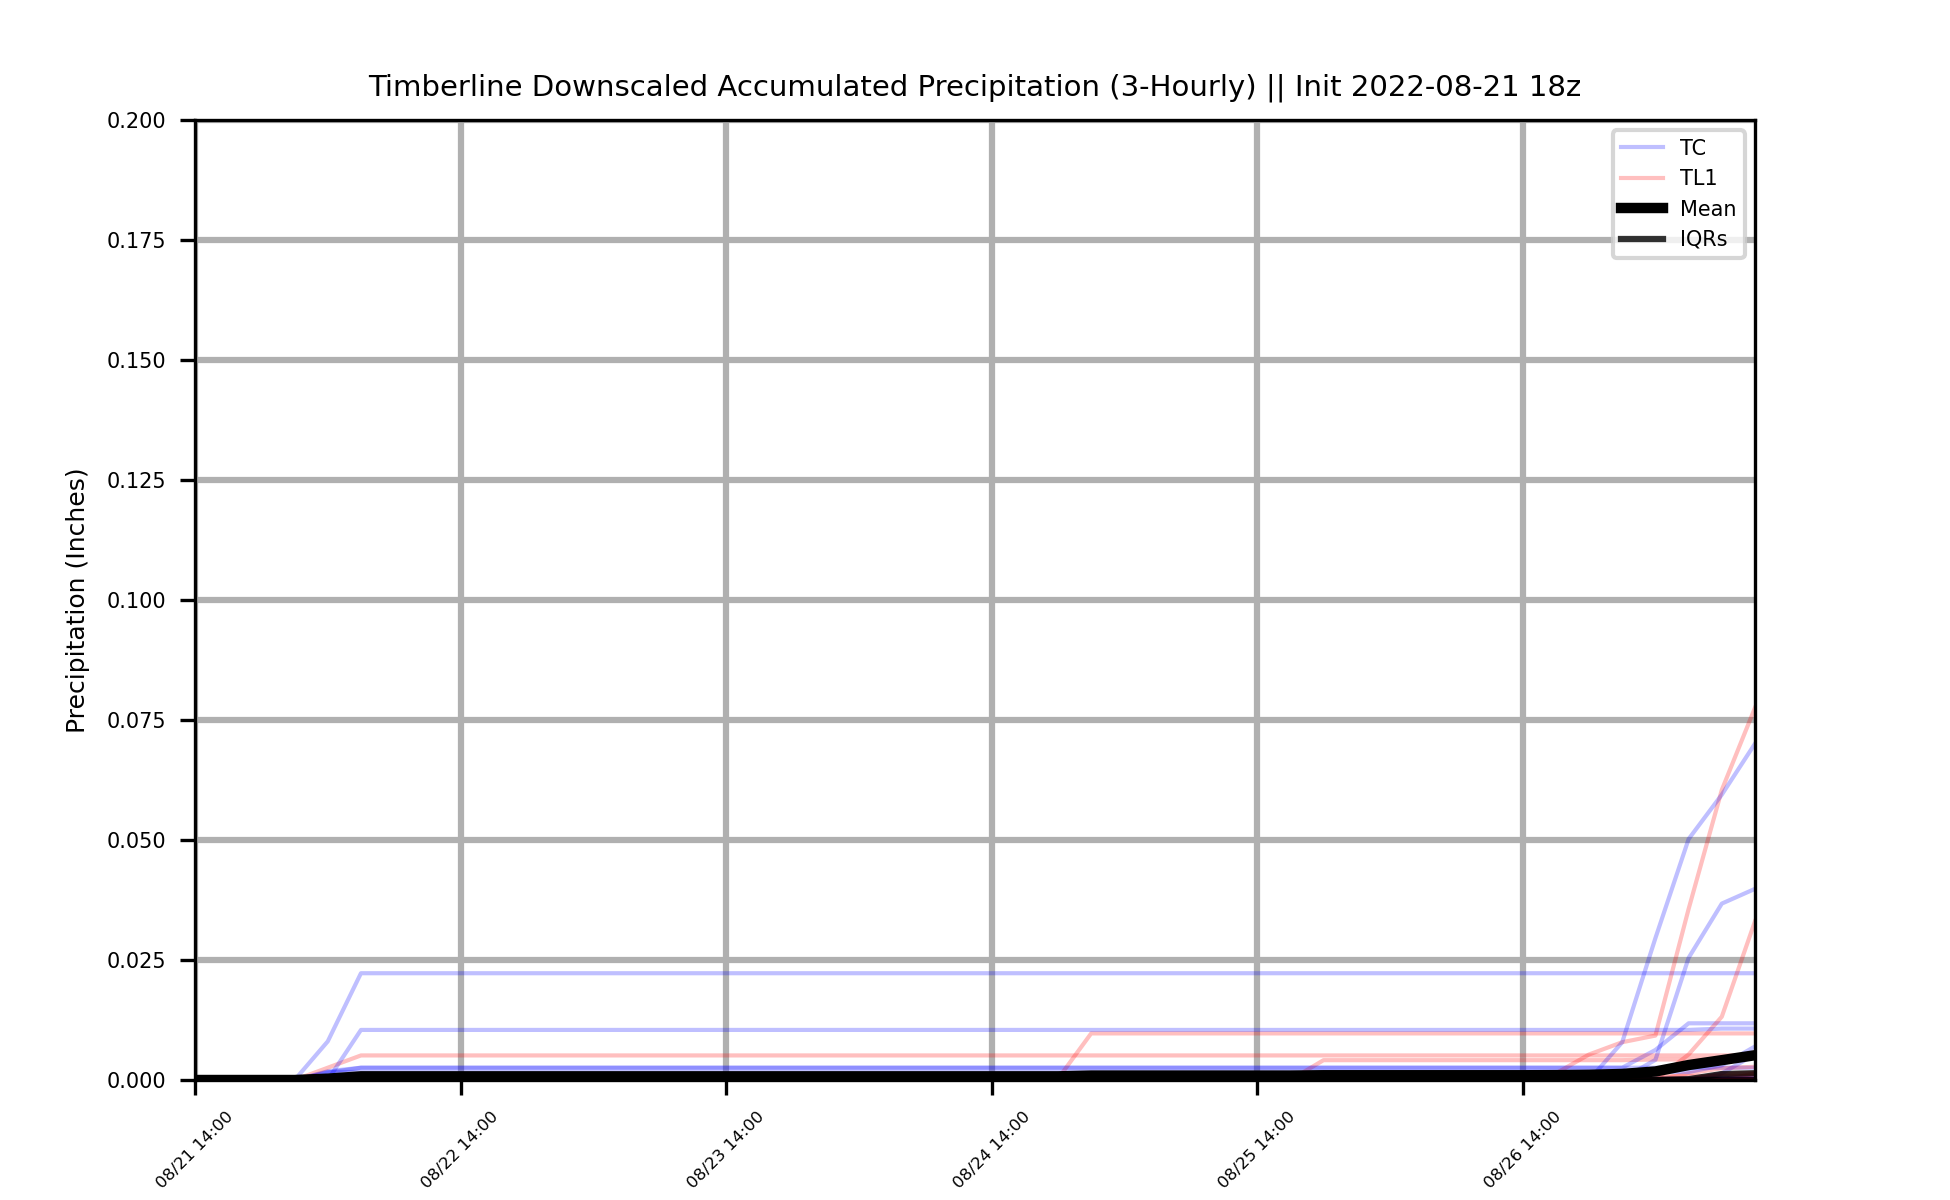 Timberline Downscaled Accumulated Precipitation (3-Hourly) || Init 2022-08-21 18z
Precipitation (Inches)
0.200
0.175
0.150
0.125
0.100
0.075
0.050
0.025
0.000
TC
TL1
Mean
IQRs
08/21 14:00
08/22 14:00
08/23 14:00
08/24 14:00
08/25 14:00
08/26 14:00